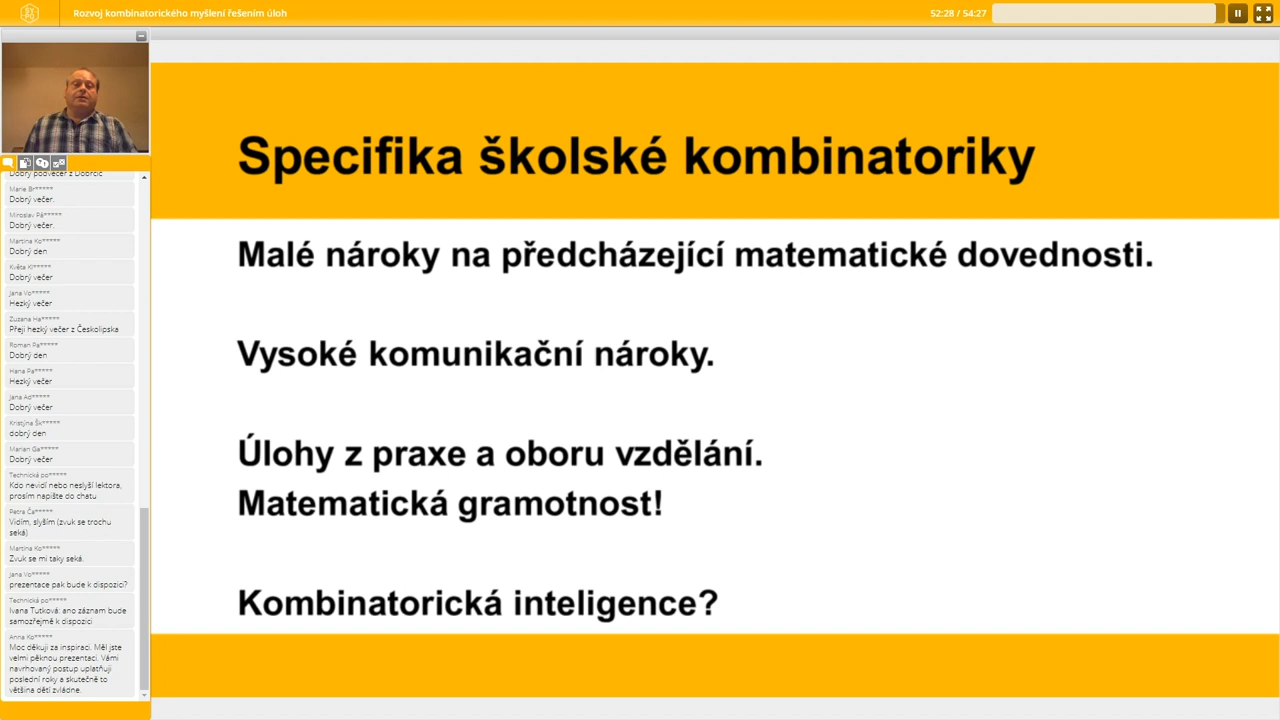 Rozvoj kombinatorického myšlení řešením úloh
52:28 / 54:27
Dobrý podvečer z Dobrčic
Marie Br*****
Dobrý večer.
Miroslav Pá*****
Dobrý večer.
Martina Ko*****
Dobrý den
Květa Kl*****
Dobrý večer
Jana Vo*****
Hezký večer
Zuzana Ha*****
Přeji hezký večer z Českolipska
Roman Pa*****
Dobrý den
Hana Pa*****
Hezký večer
Jana Ad*****
Dobrý večer
Kristýna Šk*****
dobrý den
Marian Ga*****
Dobrý večer
Technická po*****
Kdo nevidí nebo neslyší lektora,
prosím napište do chatu
Petra Ča*****
Vidím, slyším (zvuk se trochu
seká)
Martina Ko*****
Zvuk se mi taky seká.
Jana Vo*****
prezentace pak bude k dispozici?
Technická po*****
Ivana Tutková: ano záznam bude
samozřejmě k dispozici
Anna Ko*****
Moc děkuji za inspiraci. Měl jste
velmi pěknou prezentaci. Vámi
navrhovaný postup uplatňuji
poslední roky a skutečně to
většina dětí zvládne.
Specifika školské kombinatoriky
Malé nároky na předcházející matematické dovednosti.
Vysoké komunikační nároky.
Úlohy z praxe a oboru vzdělání.
Matematická gramotnost!
Kombinatorická inteligence?